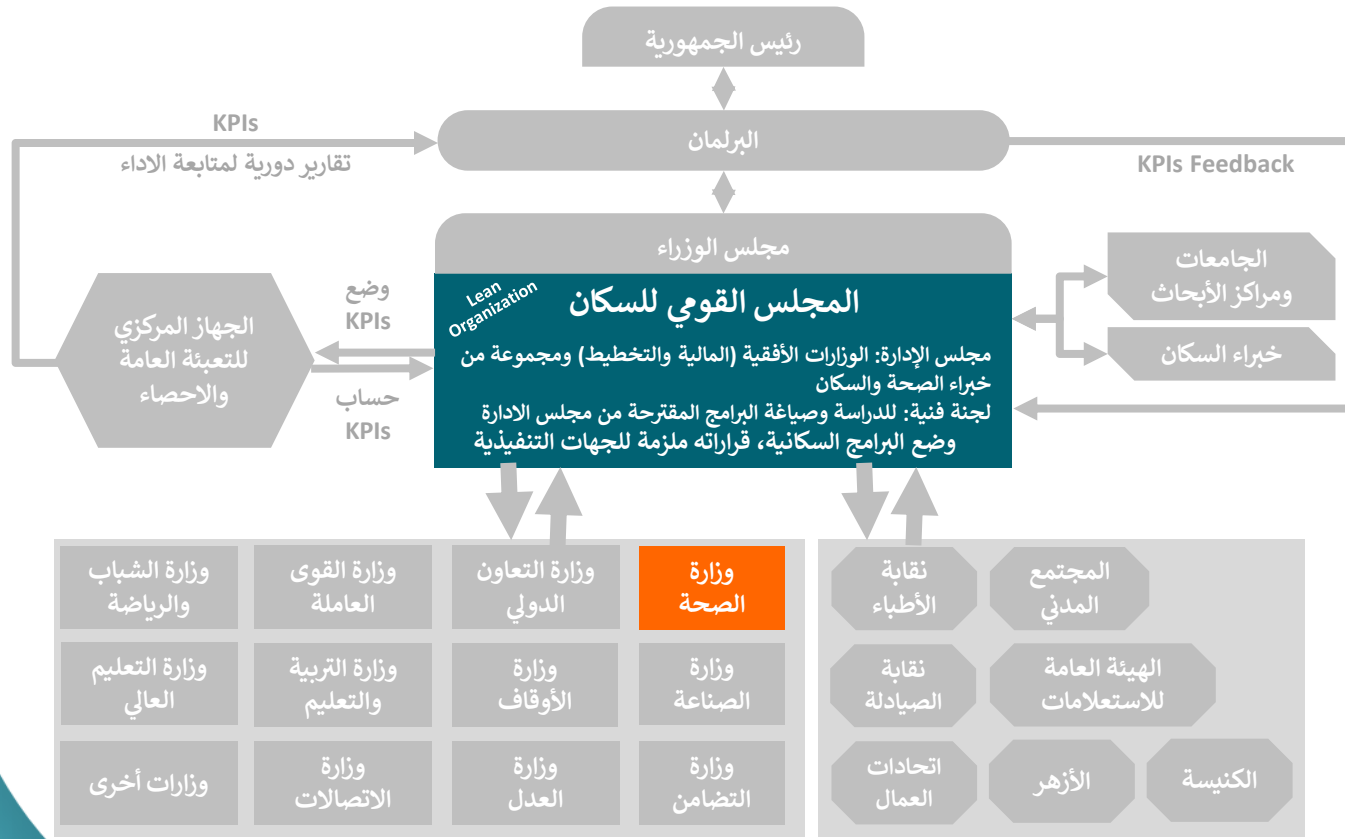 رئيس الجمهورية
KPIs
تقارير دورية لمتابعة الاداء
البرلمان
KPIs Feedback
مجلس الوزراء
الجامعات
ومراكز الأبحاث
خبراء السكان
Lean
Organization
المجلس القومي للسكان
مجلس الإدارة: الوزارات الأفقية (المالية والتخطيط) ومجموعة من
خبراء الصحة والسكان
لجنة فنية: للدراسة وصياغة البرامج المقترحة من مجلس الادارة
وضع البرامج السكانية، قراراته ملزمة للجهات التنفيذية
وضع
KPIs
حساب
KPIs
الجهاز المركزي
للتعبئة العامة
والاحصاء
المجتمع
المدني
نقابة
الأطباء
الهيئة العامة
للاستعلامات
نقابة
الصيادلة
الكنيسة
الأزهر
اتحادات
العمال
وزارة
الصحة
وزارة التعاون
الدولي
وزارة القوى
العاملة
وزارة الشباب
والرياضة
وزارة
الصناعة
وزارة
الأوقاف
وزارة التربية
والتعليم
وزارة التعليم
العالي
وزارة
التضامن
وزارة
العدل
وزارة
الاتصالات
وزارات أخرى